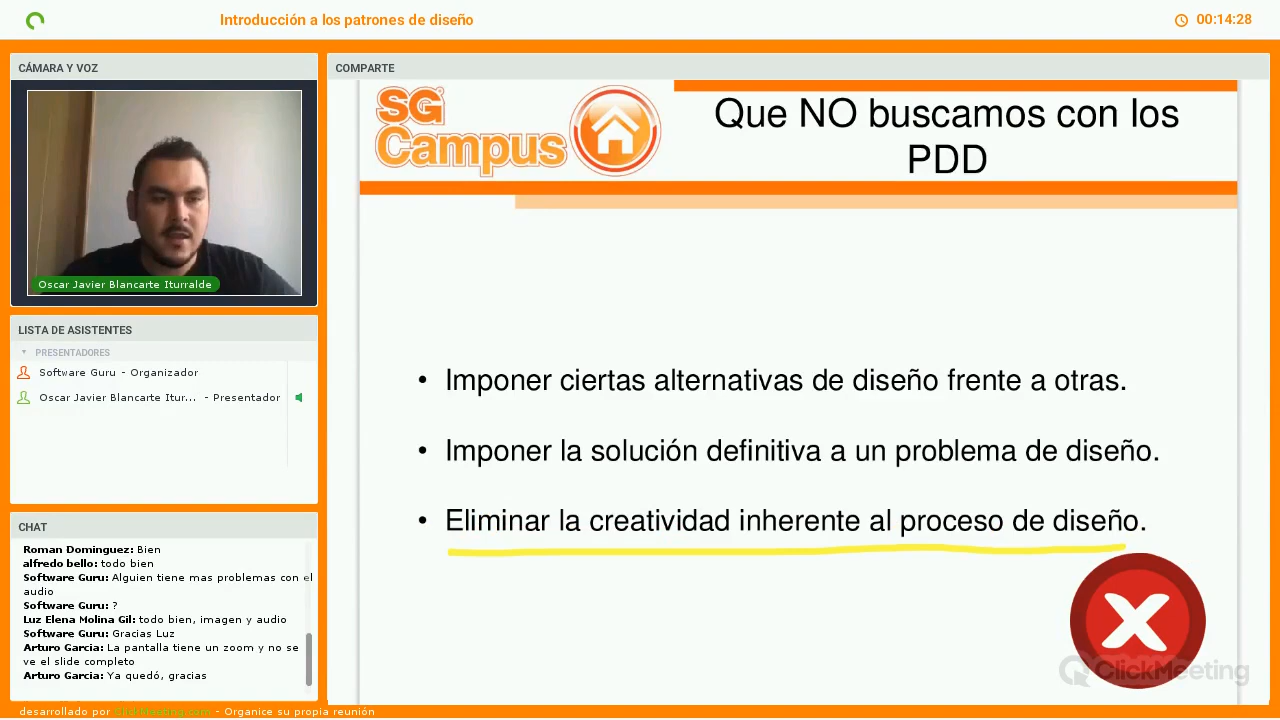 Introducción a los patrones de diseño
00:14:28
CÁMARA Y VOZ
Oscar Javier Blancarte Iturralde
LISTA DE ASISTENTES
PRESENTADORES
Software Guru - Organizador
Oscar Javier Blancarte Itur... - Presentador
CHAT
Roman Dominguez: Bien
alfredo bello: todo bien
Software Guru: Alguien tiene mas problemas con el
audio
Software Guru: ?
Luz Elena Molina Gil: todo bien, imagen y audio
Software Guru: Gracias Luz
Arturo Garcia: La pantalla tiene un zoom y no se
ve el slide completo
Arturo Garcia: Ya quedó, gracias
COMPARTE
SG
Campus
Que NO buscamos con los
PDD
• Imponer ciertas alternativas de diseño frente a otras.
• Imponer la solución definitiva a un problema de diseño.
• Eliminar la creatividad inherente al proceso de diseño.
ClickMeeting
desarrollado por ClickMeeting.com - Organice su propia reunión